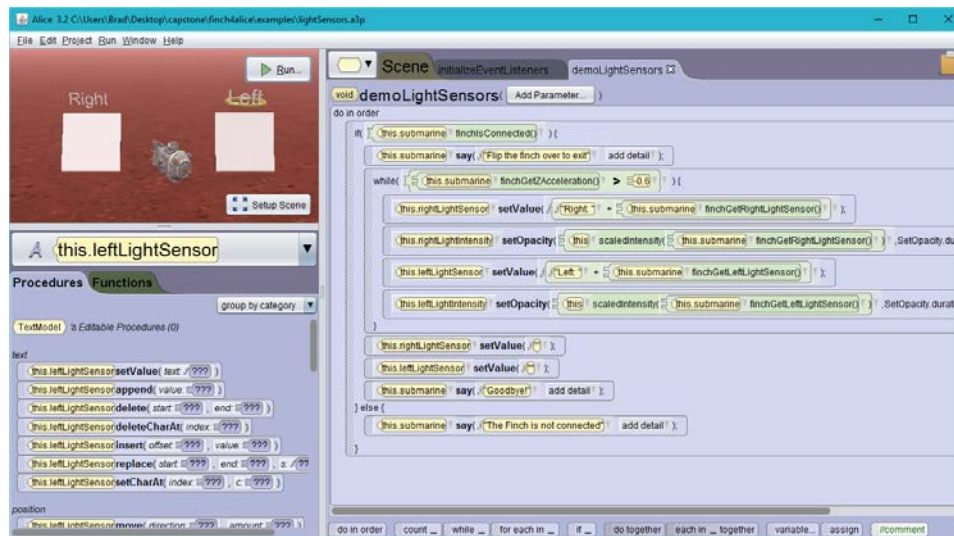 Alice 3.2 C:\Users\Brad\Desktop\capstone\finch4alice\examples\lightSensors.a3p
File Edit Project Run Window Help
Run...
Right Left
Setup Scene
this.leftLightSensor
Procedures Functions
group by category
TextModel 's Editable Procedures (0)
text
this.leftLightSensor setValue( text: ??? )
this.leftLightSensor append( value: ??? )
this.leftLightSensor delete( start: ??? , end: ??? )
this.leftLightSensor deleteCharAt( index: ??? )
this.leftLightSensor insert( offset: ??? , value: ??? )
this.leftLightSensor replace( start: ??? , end: ??? , s: ??
this.leftLightSensor setCharAt( index: ??? , c: ??? )
position
this.leftLightSensor move( direction: ??? , amount: ??? )
Scene initializeEventListeners demoLightSensors
void demoLightSensors( Add Parameter... )
do in order
if( this.submarine finchIsConnected() ){
this.submarine say( "Flip the finch over to exit" add detail );
while( this.submarine finchGetZAcceleration() > -0.6 ){
this.rightLightSensor setValue( "Right: " + this.submarine finchGetRightLightSensor() );
this.rightLightIntensity setOpacity( this scaledIntensity( this.submarine finchGetRightLightSensor() ) , SetOpacity.du
this.leftLightSensor setValue( "Left: " + this.submarine finchGetLeftLightSensor() );
this.leftLightIntensity setOpacity( this scaledIntensity( this.submarine finchGetLeftLightSensor() ) , SetOpacity.durat
}
this.rightLightSensor setValue( "" );
this.leftLightSensor setValue( "" );
this.submarine say( "Goodbye!" add detail );
} else {
this.submarine say( "The Finch is not connected" add detail );
}
do in order count _ while _ for each in _ if _ do together each in _ together variable... assign //comment